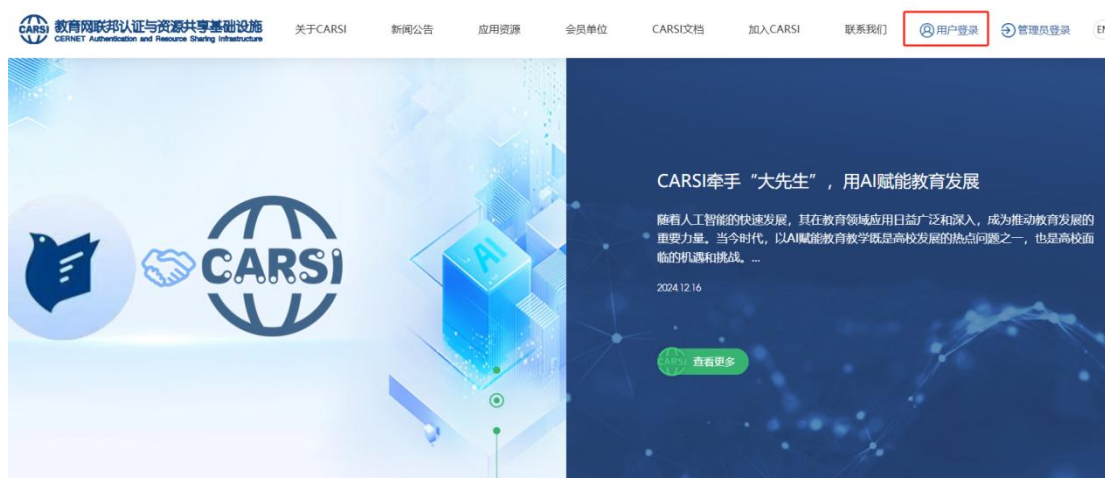 CARSI 教育网联邦认证与资源共享基础设施
CERNET Authentication and Resource Sharing Infrastructure
关于CARSI 新闻公告 应用资源 会员单位 CARSI文档 加入CARSI 联系我们 用户登录 管理员登录 EN
CARSI牵手“大先生”，用AI赋能教育发展
随着人工智能的快速发展，其在教育领域应用日益广泛和深入，成为推动教育发展的
重要力量。当今时代，以AI赋能教育教学既是高校发展的热点问题之一，也是高校面
临的机遇和挑战。...
2024.12.16
CARSI
AI
CARSI 查看更多